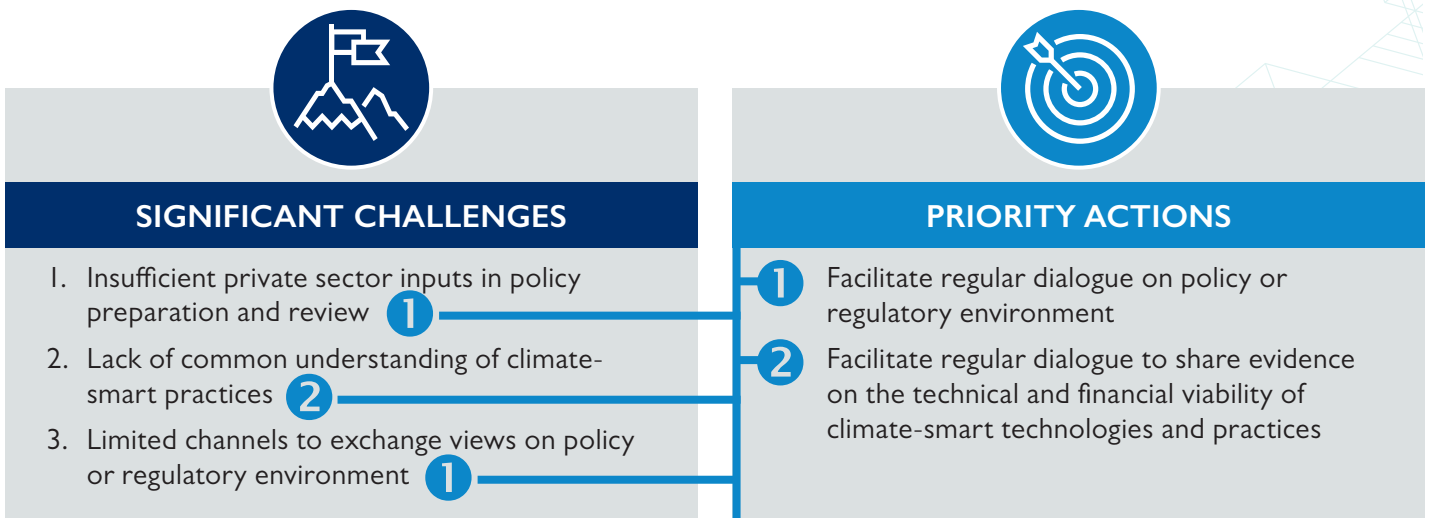 SIGNIFICANT CHALLENGES
1. Insufficient private sector inputs in policy
preparation and review 1
2. Lack of common understanding of climate-
smart practices 2
3. Limited channels to exchange views on policy
or regulatory environment 1
PRIORITY ACTIONS
1 Facilitate regular dialogue on policy or
regulatory environment
2 Facilitate regular dialogue to share evidence
on the technical and financial viability of
climate-smart technologies and practices